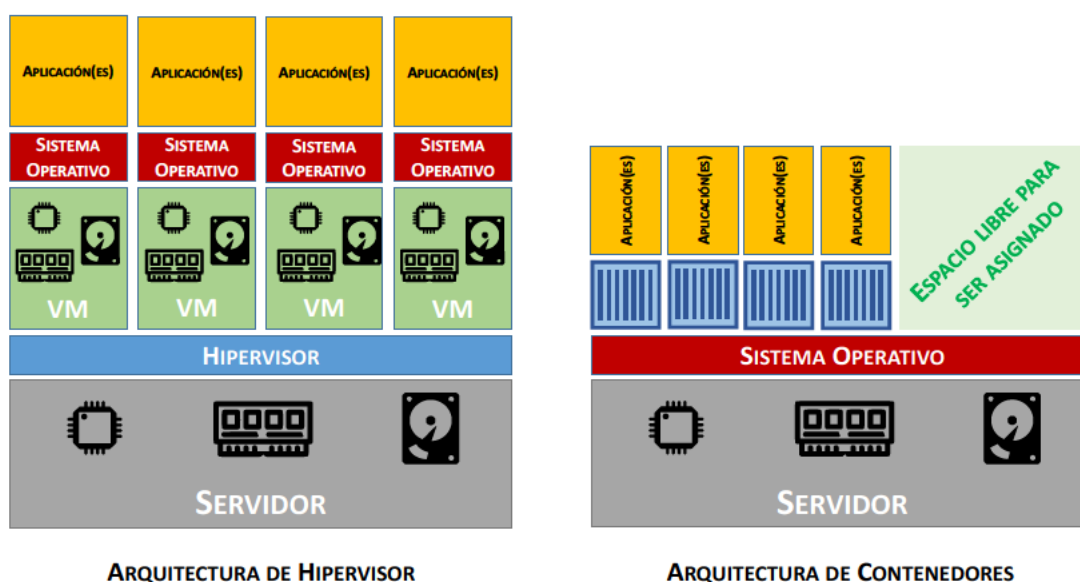 APLICACIÓN(ES)
APLICACIÓN(ES)
APLICACIÓN(ES)
APLICACIÓN(ES)
SISTEMA
OPERATIVO
SISTEMA
OPERATIVO
SISTEMA
OPERATIVO
SISTEMA
OPERATIVO
VM
VM
VM
VM
HIPERVISOR
SERVIDOR
ARQUITECTURA DE HIPERVISOR
APLICACIÓN(ES)
APLICACIÓN(ES)
APLICACIÓN(ES)
APLICACIÓN(ES)
ESPACIO LIBRE PARA
SER ASIGNADO
SISTEMA OPERATIVO
SERVIDOR
ARQUITECTURA DE CONTENEDORES